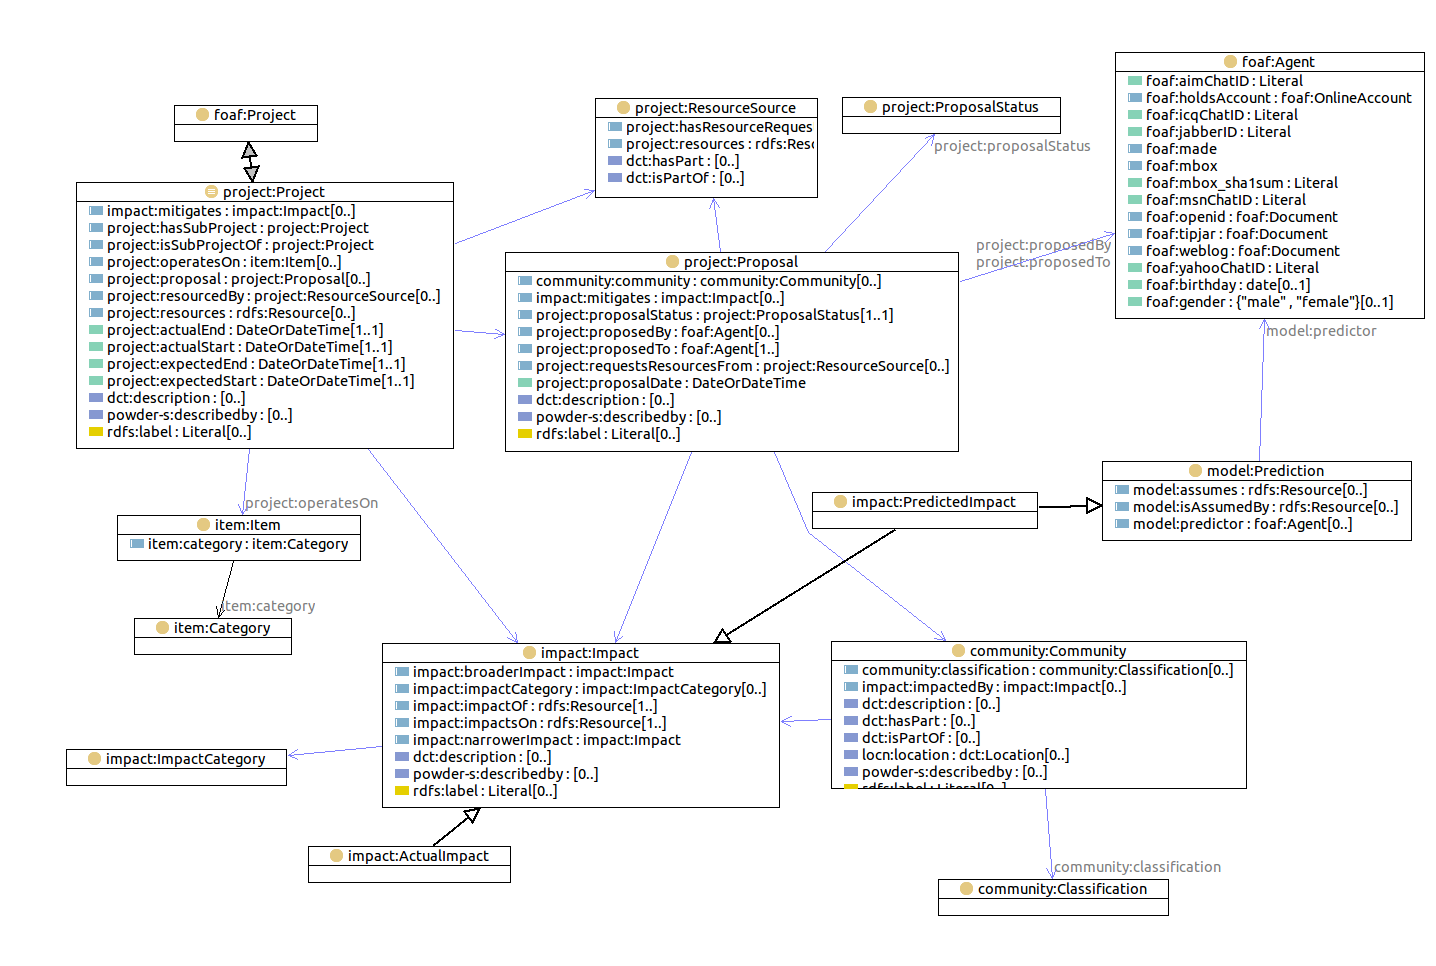 foaf:Project
project:Project
impact:mitigates : impact:Impact[0..]
project:hasSubProject : project:Project
project:isSubProjectOf : project:Project
project:operatesOn : item:Item[0..]
project:proposal : project:Proposal[0..]
project:resourcedBy : project:ResourceSource[0..]
project:resources : rdfs:Resource[0..]
project:actualEnd : DateOrDateTime[1..1]
project:actualStart : DateOrDateTime[1..1]
project:expectedEnd : DateOrDateTime[1..1]
project:expectedStart : DateOrDateTime[1..1]
dct:description : [0..]
powder-s:describedby : [0..]
rdfs:label : Literal[0..]
project:ResourceSource
project:hasResourceReques
project:resources : rdfs:Res
dct:hasPart : [0..]
dct:isPartOf : [0..]
project:ProposalStatus
project:proposalStatus
foaf:Agent
foaf:aimChatID : Literal
foaf:holdsAccount : foaf:OnlineAccount
foaf:icqChatID : Literal
foaf:jabberID : Literal
foaf:made
foaf:mbox
foaf:mbox_sha1sum : Literal
foaf:msnChatID : Literal
foaf:openid : foaf:Document
foaf:tipjar : foaf:Document
foaf:weblog : foaf:Document
foaf:yahooChatID : Literal
foaf:birthday : date[0..1]
foaf:gender : {"male" , "female"}[0..1]
project:proposedBy
project:proposedTo
project:Proposal
community:community : community:Community[0..]
impact:mitigates : impact:Impact[0..]
project:proposalStatus : project:ProposalStatus[1..1]
project:proposedBy : foaf:Agent[0..]
project:proposedTo : foaf:Agent[1..]
project:requestsResourcesFrom : project:ResourceSource[0..]
project:proposalDate : DateOrDateTime
dct:description : [0..]
powder-s:describedby : [0..]
rdfs:label : Literal[0..]
model:predictor
model:Prediction
model:assumes : rdfs:Resource[0..]
model:isAssumedBy : rdfs:Resource[0..]
model:predictor : foaf:Agent[0..]
impact:PredictedImpact
project:operatesOn
item:Item
item:category : item:Category
item:category
item:Category
impact:Impact
impact:broaderImpact : impact:Impact
impact:impactCategory : impact:ImpactCategory[0..]
impact:impactOf : rdfs:Resource[1..]
impact:impactsOn : rdfs:Resource[1..]
impact:narrowerImpact : impact:Impact
dct:description : [0..]
powder-s:describedby : [0..]
rdfs:label : Literal[0..]
community:Community
community:classification : community:Classification[0..]
impact:impactedBy : impact:Impact[0..]
dct:description : [0..]
dct:hasPart : [0..]
dct:isPartOf : [0..]
locn:location : dct:Location[0..]
powder-s:describedby : [0..]
rdfs:label : Literal[0..]
impact:ImpactCategory
impact:ActualImpact
community:classification
community:Classification